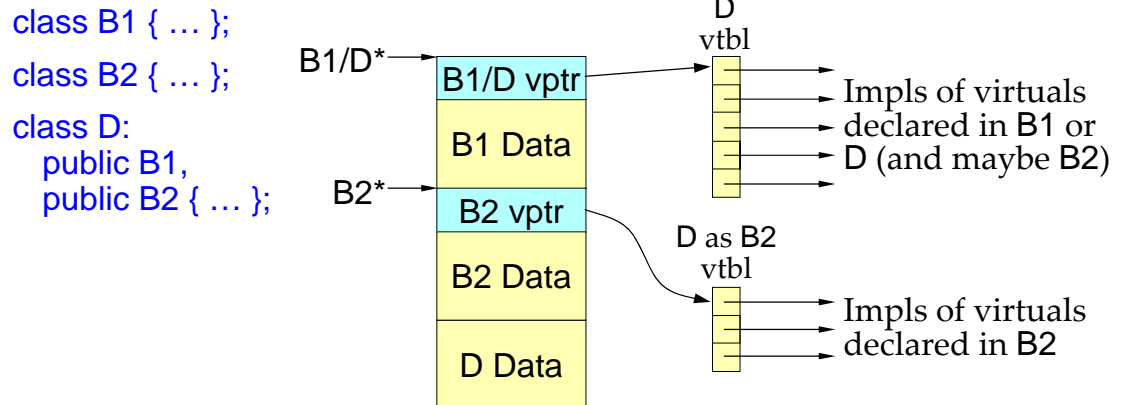 class B1 { … };
class B2 { … };
class D:
public B1,
public B2 { … };
B1/D*
B1/D vptr
B1 Data
B2*
B2 vptr
B2 Data
D Data
D
vtbl
Impls of virtuals
declared in B1 or
D (and maybe B2)
D as B2
vtbl
Impls of virtuals
declared in B2